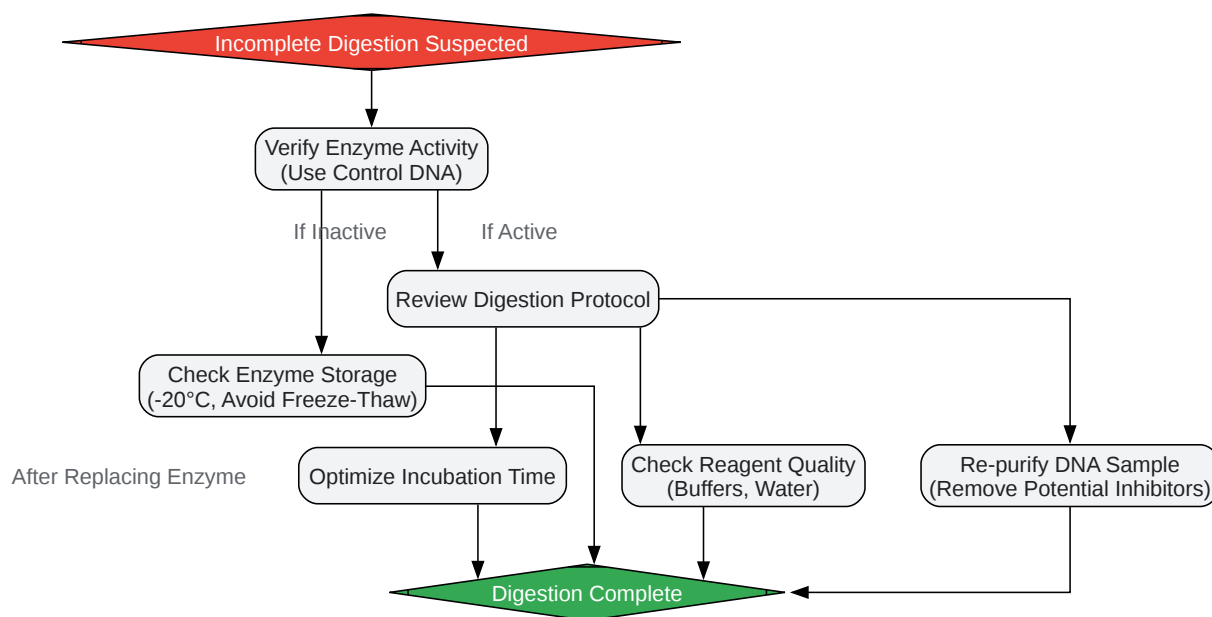 Incomplete Digestion Suspected
Verify Enzyme Activity
(Use Control DNA)
If Inactive
If Active
Review Digestion Protocol
Check Enzyme Storage
(-20°C, Avoid Freeze-Thaw)
After Replacing Enzyme
Optimize Incubation Time
Check Reagent Quality
(Buffers, Water)
Re-purify DNA Sample
(Remove Potential Inhibitors)
Digestion Complete